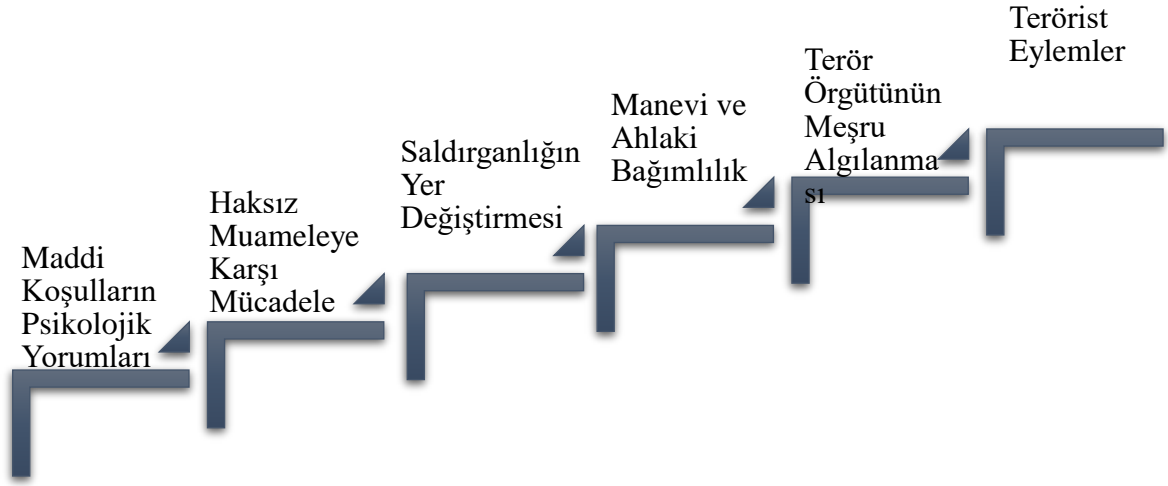 Maddi
Koşulların
Psikolojik
Yorumları
Haksız
Muameleye
Karşı
Mücadele
Saldırganlığın
Yer
Değiştirmesi
Manevi ve
Ahlaki
Bağımlılık
Terör
Örgütünün
Meşru
Algılanma
sı
Terörist
Eylemler